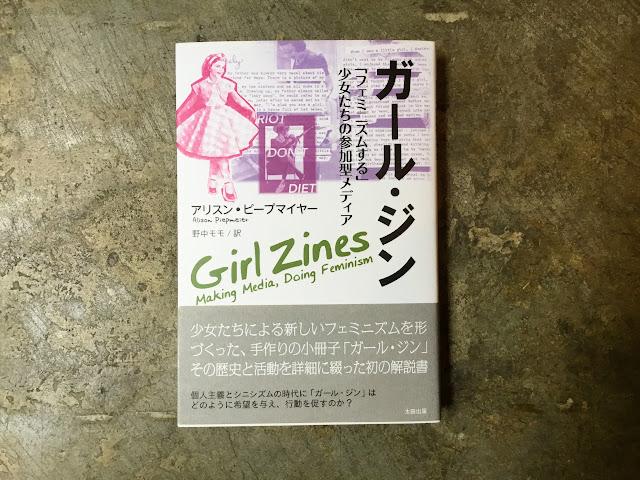 ガール・ジン
「フェミニズムする」
少女たちの参加型メディア
RIOT
DON'T
DIET
アリスン・ピープマイヤー
Alison Piepmeier
野中モモ/訳
Girl Zines
Making Media, Doing Feminism
少女たちによる新しいフェミニズムを形
づくった、手作りの小冊子「ガール・ジン」
その歴史と活動を詳細に綴った初の解説書
個人主義とシニシズムの時代に「ガール・ジン」は
どのように希望を与え、行動を促すのか?
太田出版